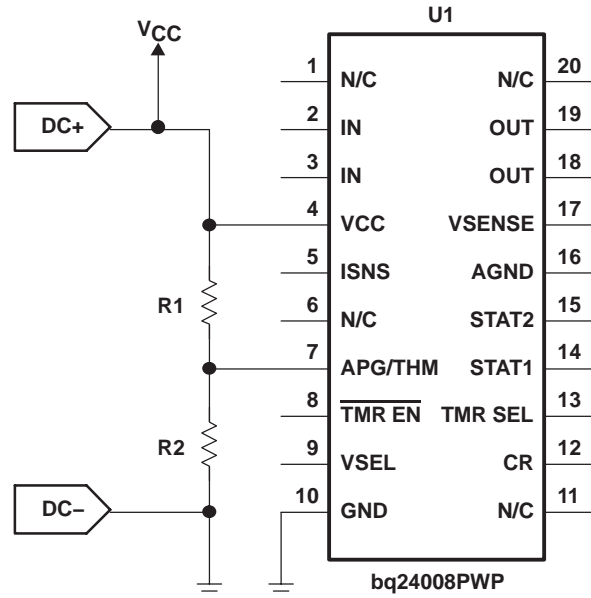 U1
VCC
DC+
1 N/C N/C 20
2 IN OUT 19
3 IN OUT 18
4 VCC VSENSE 17
5 ISNS AGND 16
R1
6 N/C STAT2 15
7 APG/THM STAT1 14
8 TMR EN TMR SEL 13
R2
9 VSEL CR 12
DC–
10 GND N/C 11
bq24008PWP